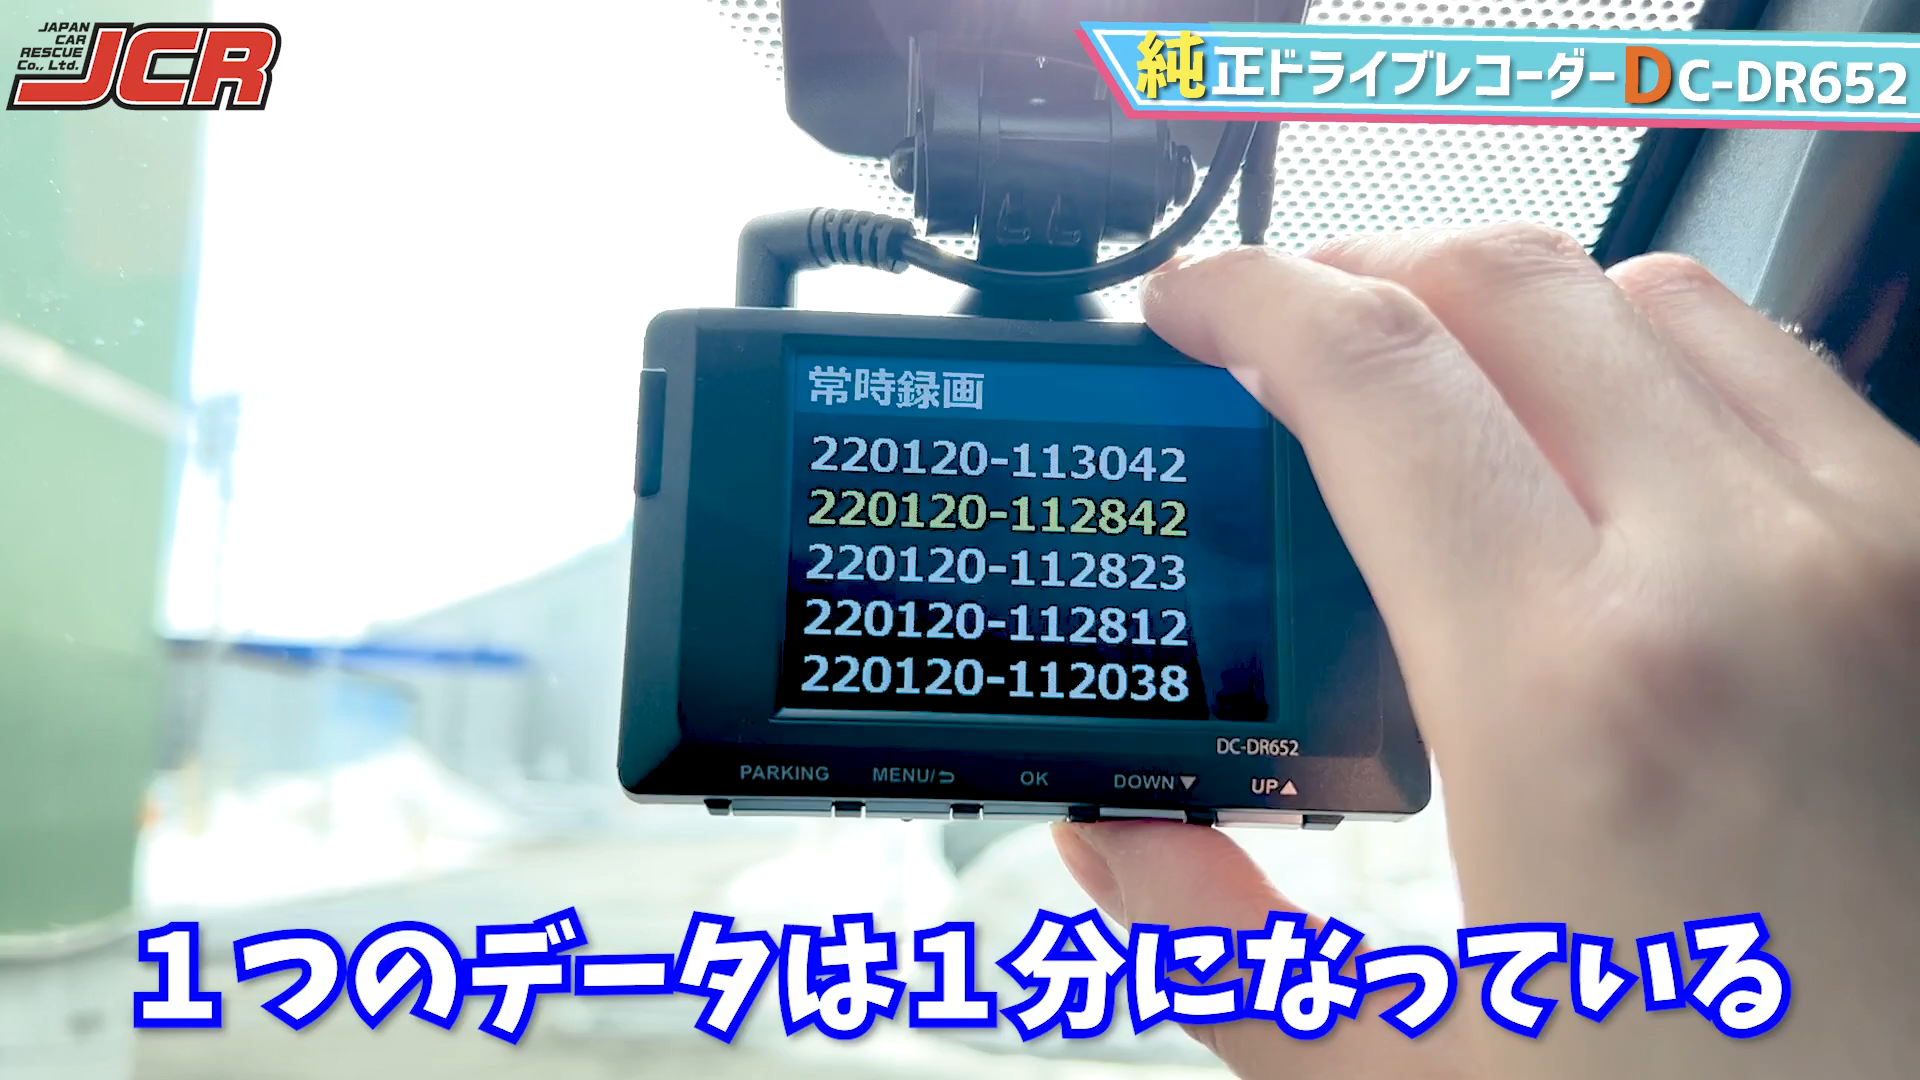 JAPAN
CAR
RESCUE
Co., Ltd.
JCR
純正ドライブレコーダーDC-DR652
常時録画
220120-113042
220120-112842
220120-112823
220120-112812
220120-112038
DC-DR652
PARKING MENU/⮌ OK DOWN▼ UP▲
1つのデータは1分になっている